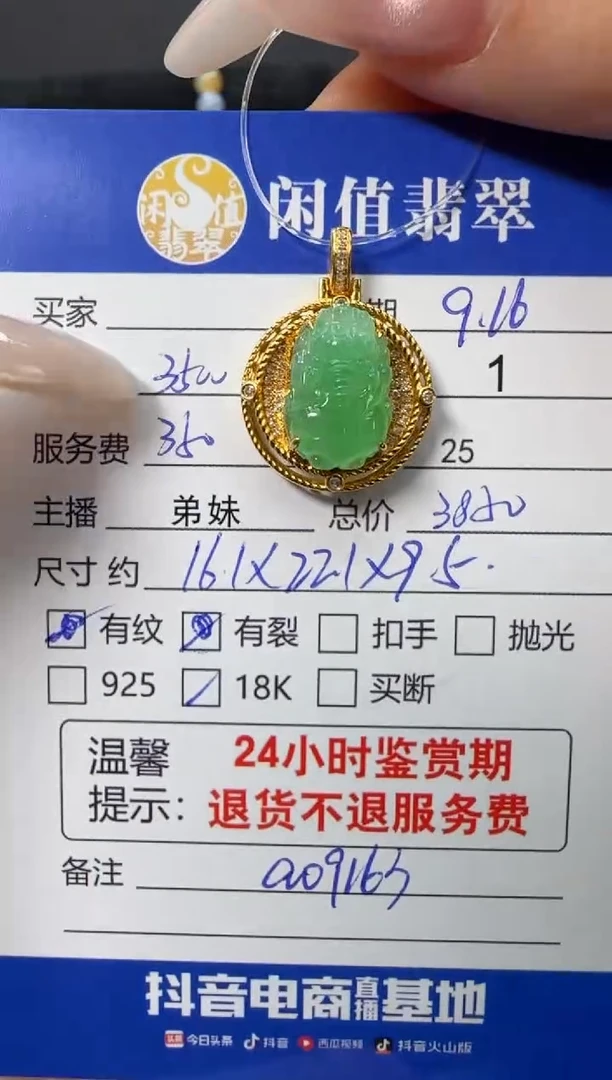 闲值翡翠
闲值翡翠
买家 期 9.16
3500 1
服务费 350 25
主播 弟妹 总价 3850
尺寸约 16.1X22.1X9.5.
有纹 有裂 扣手 抛光
925 18K 买断
温馨 24小时鉴赏期
提示：退货不退服务费
备注
抖音电商直播基地
头条 今日头条 抖音 西瓜视频 抖音火山版